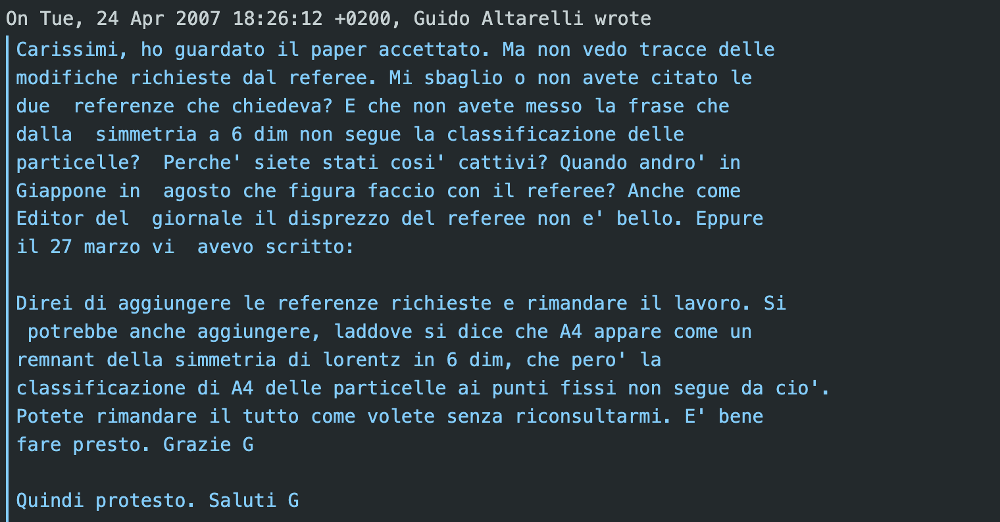 On Tue, 24 Apr 2007 18:26:12 +0200, Guido Altarelli wrote
Carissimi, ho guardato il paper accettato. Ma non vedo tracce delle
modifiche richieste dal referee. Mi sbaglio o non avete citato le
due  referenze che chiedeva? E che non avete messo la frase che
dalla  simmetria a 6 dim non segue la classificazione delle
particelle?  Perche' siete stati cosi' cattivi? Quando andro' in
Giappone in  agosto che figura faccio con il referee? Anche come
Editor del  giornale il disprezzo del referee non e' bello. Eppure
il 27 marzo vi  avevo scritto:
Direi di aggiungere le referenze richieste e rimandare il lavoro. Si
potrebbe anche aggiungere, laddove si dice che A4 appare come un
remnant della simmetria di lorentz in 6 dim, che pero' la
classificazione di A4 delle particelle ai punti fissi non segue da cio'.
Potete rimandare il tutto come volete senza riconsultarmi. E' bene
fare presto. Grazie G
Quindi protesto. Saluti G